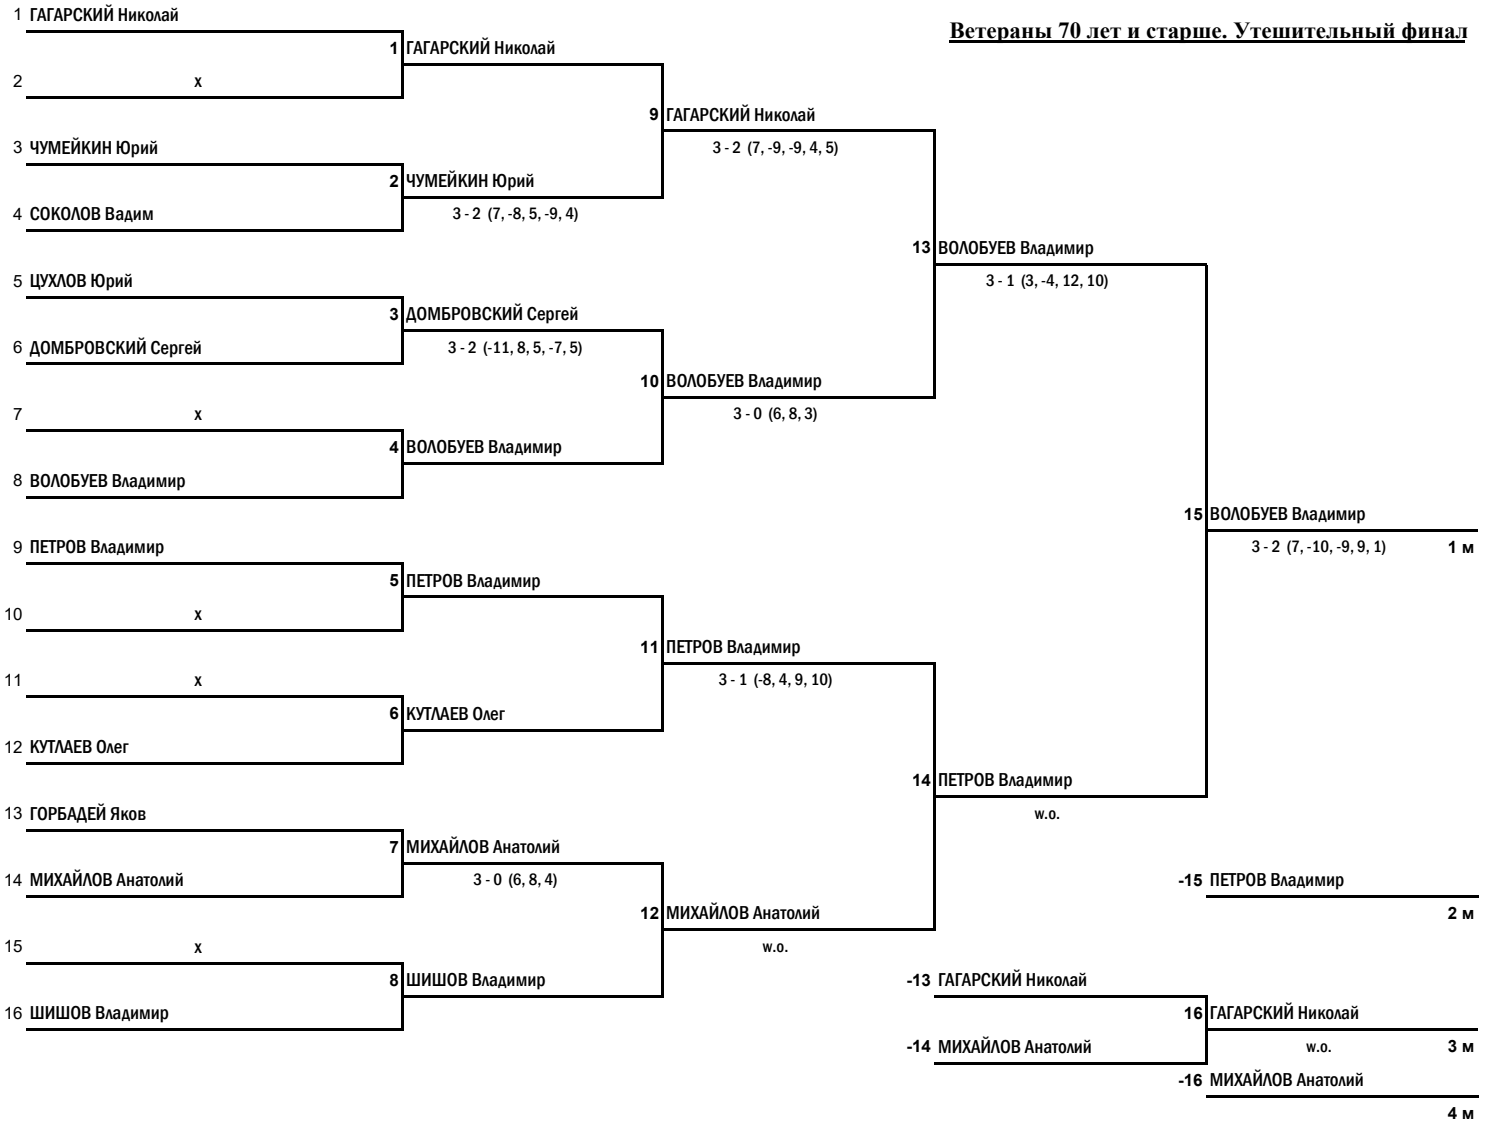 1 ГАГАРСКИЙ Николай
Ветераны 70 лет и старше. Утешительный финал
1 ГАГАРСКИЙ Николай
2 х
9 ГАГАРСКИЙ Николай
3 ЧУМЕЙКИН Юрий
3 - 2 (7, -9, -9, 4, 5)
2 ЧУМЕЙКИН Юрий
4 СОКОЛОВ Вадим
3 - 2 (7, -8, 5, -9, 4)
13 ВОЛОБУЕВ Владимир
5 ЦУХЛОВ Юрий
3 - 1 (3, -4, 12, 10)
3 ДОМБРОВСКИЙ Сергей
6 ДОМБРОВСКИЙ Сергей
3 - 2 (-11, 8, 5, -7, 5)
10 ВОЛОБУЕВ Владимир
7 х
3 - 0 (6, 8, 3)
4 ВОЛОБУЕВ Владимир
8 ВОЛОБУЕВ Владимир
15 ВОЛОБУЕВ Владимир
9 ПЕТРОВ Владимир
3 - 2 (7, -10, -9, 9, 1)
1 м
5 ПЕТРОВ Владимир
10 х
11 ПЕТРОВ Владимир
11 х
3 - 1 (-8, 4, 9, 10)
6 КУТЛАЕВ Олег
12 КУТЛАЕВ Олег
14 ПЕТРОВ Владимир
13 ГОРБАДЕЙ Яков
w.o.
7 МИХАЙЛОВ Анатолий
14 МИХАЙЛОВ Анатолий
3 - 0 (6, 8, 4)
-15 ПЕТРОВ Владимир
12 МИХАЙЛОВ Анатолий
2 м
15 х
w.o.
8 ШИШОВ Владимир
-13 ГАГАРСКИЙ Николай
16 ШИШОВ Владимир
16 ГАГАРСКИЙ Николай
-14 МИХАЙЛОВ Анатолий
w.o.
3 м
-16 МИХАЙЛОВ Анатолий
4 м